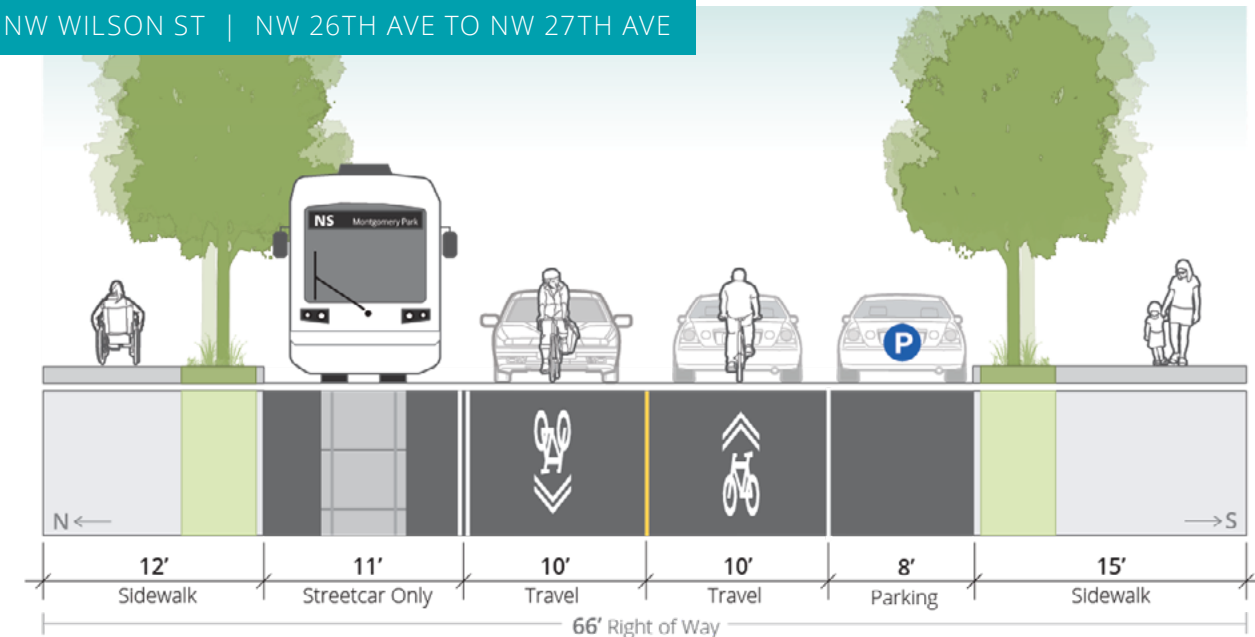 NW WILSON ST | NW 26TH AVE TO NW 27TH AVE
NS Montgomery Park
P
N
S
12' 11' 10' 10' 8' 15'
Sidewalk Streetcar Only Travel Travel Parking Sidewalk
66' Right of Way